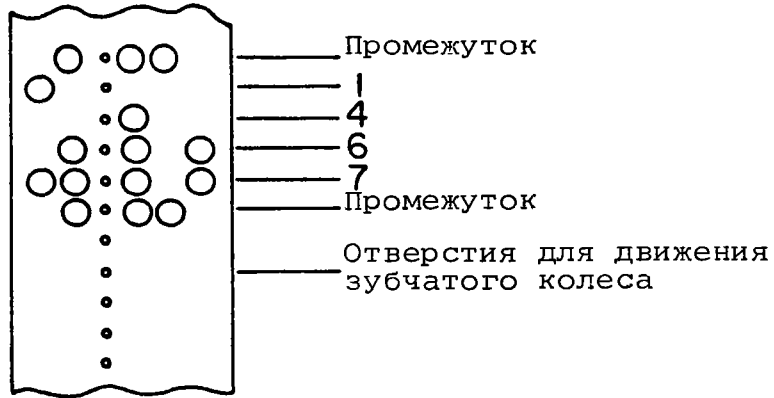 Промежуток
1
4
6
7
Промежуток
Отверстия для движения
зубчатого колеса